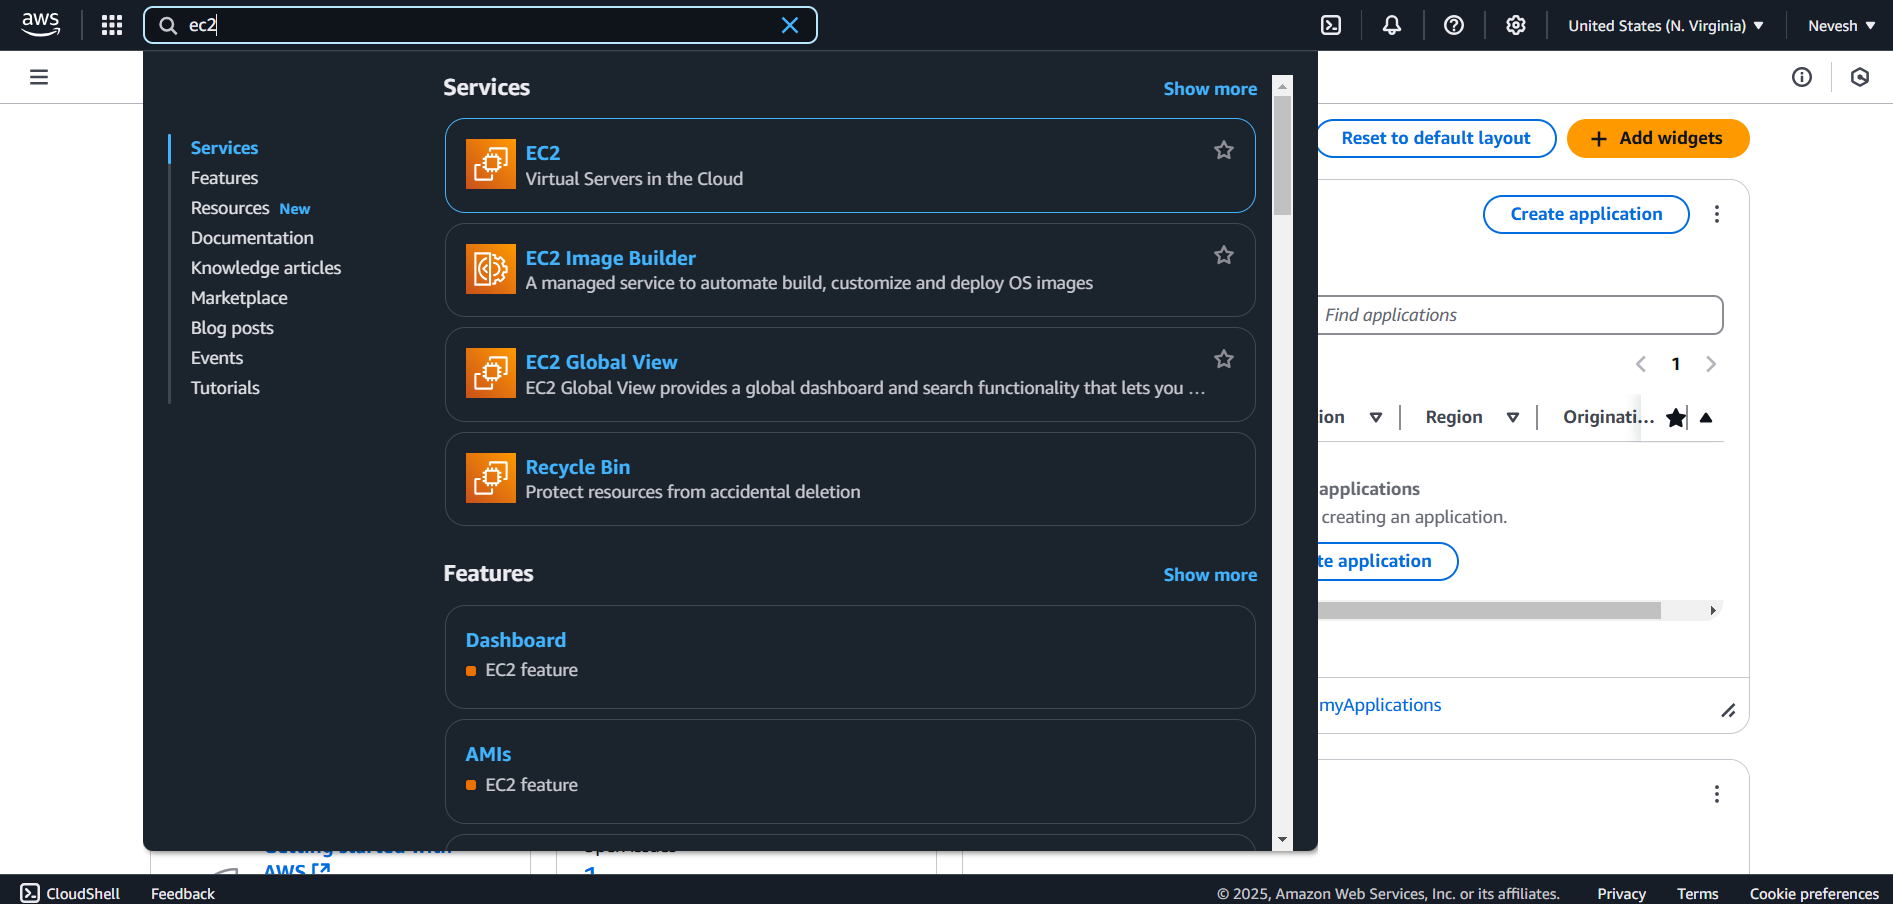 aws
ec2
United States (N. Virginia)
Nevesh
Services
Show more
Services
Features
Resources New
Documentation
Knowledge articles
Marketplace
Blog posts
Events
Tutorials
EC2
Virtual Servers in the Cloud
EC2 Image Builder
A managed service to automate build, customize and deploy OS images
EC2 Global View
EC2 Global View provides a global dashboard and search functionality that lets you ...
Recycle Bin
Protect resources from accidental deletion
Features
Show more
Dashboard
EC2 feature
AMIs
EC2 feature
Reset to default layout
+ Add widgets
Create application
Find applications
1
ion
Region
Originati...
applications
creating an application.
te application
myApplications
Getting started with
AWS
1
CloudShell
Feedback
© 2025, Amazon Web Services, Inc. or its affiliates.
Privacy
Terms
Cookie preferences